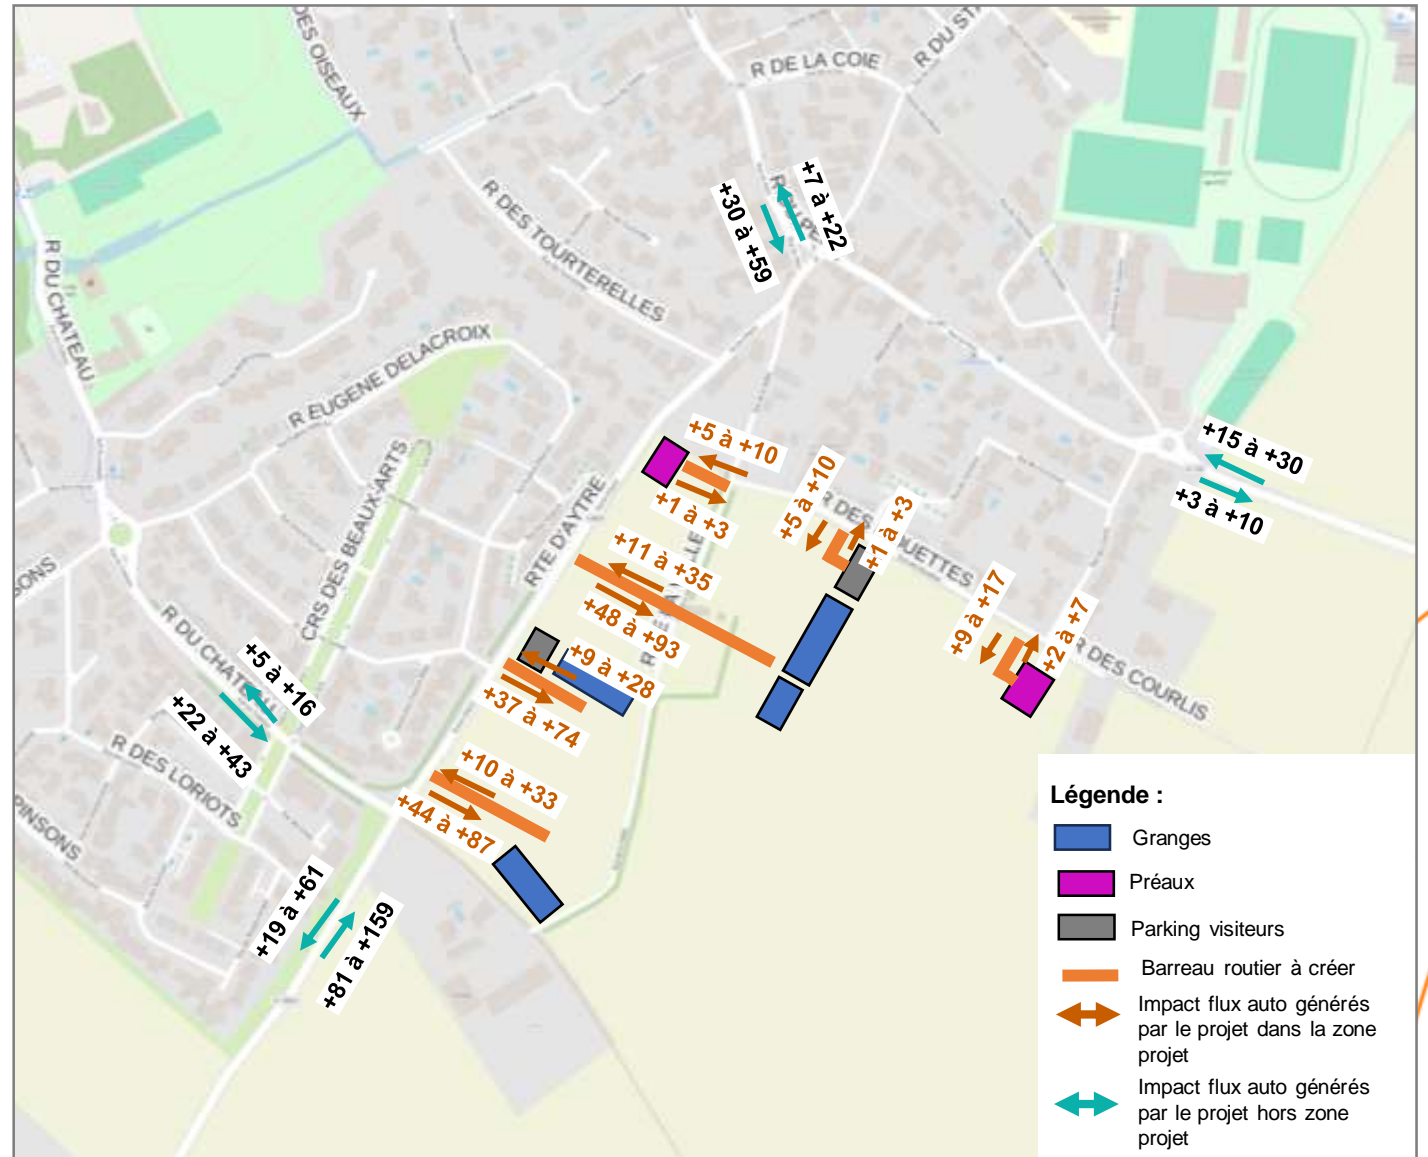 DES OISEAUX
R DE LA COIE
R DU ST
R DES TOURTERELLES
+30 à +59
+7 à +22
R DU CHATEAU
R EUGENE DELACROIX
CRS DES BEAUX-ARTS
RTE D'AYTRE
+5 à +10
+1 à +3
+5 à +10
+1 à +3
R DES
OUETTES
+15 à +30
+3 à +10
+11 à +35
+48 à +93
+9 à +17
+2 à +7
R DES COURLIS
SONS
R DU CHATEAU
+5 à +16
+22 à +43
+9 à +28
+37 à +74
R DES LORIOTS
PINSONS
+10 à +33
+44 à +87
+19 à +61
+81 à +159
Légende :
Granges
Préaux
Parking visiteurs
Barreau routier à créer
Impact flux auto générés
par le projet dans la zone
projet
Impact flux auto générés
par le projet hors zone
projet